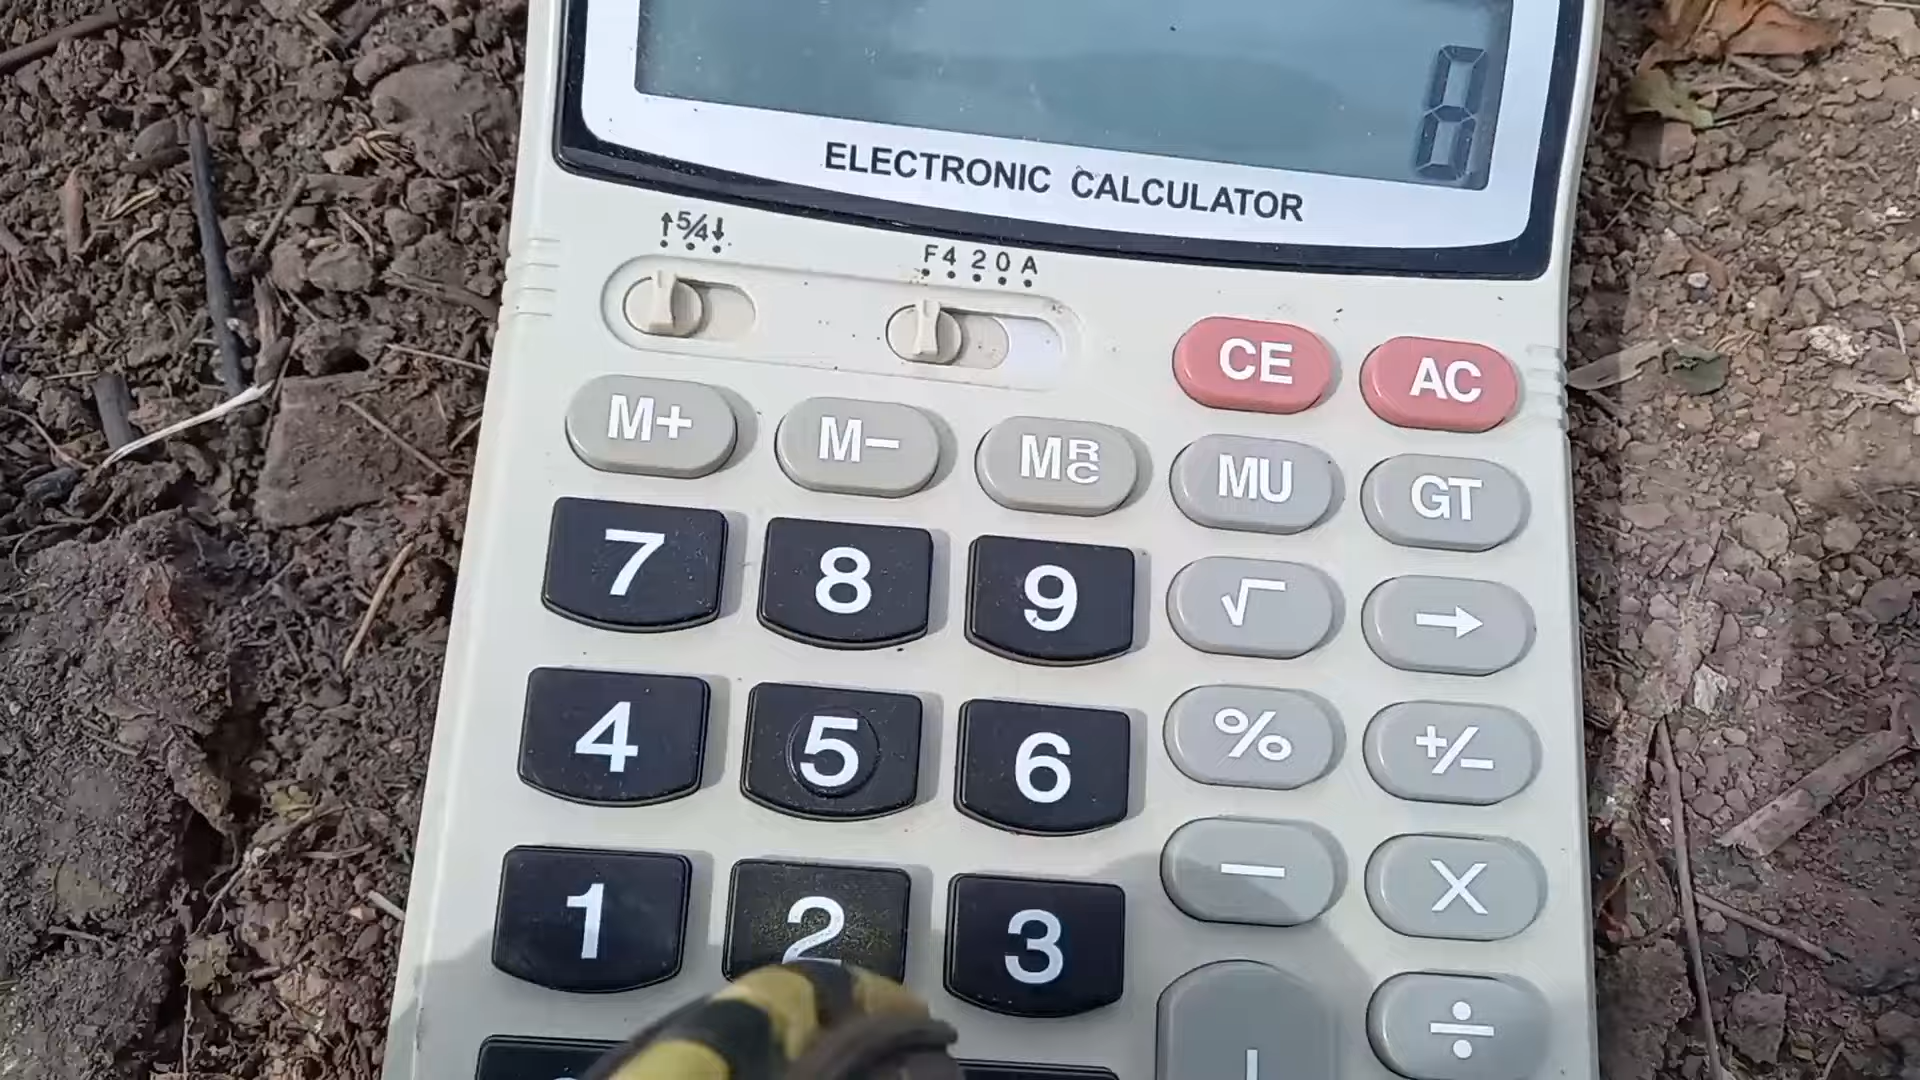 8
ELECTRONIC CALCULATOR
↑5/4↓
F 4 2 0 A
CE AC
M+ M− MRC MU GT
7 8 9 √ →
4 5 6 % +/−
1 2 3 − ×
÷